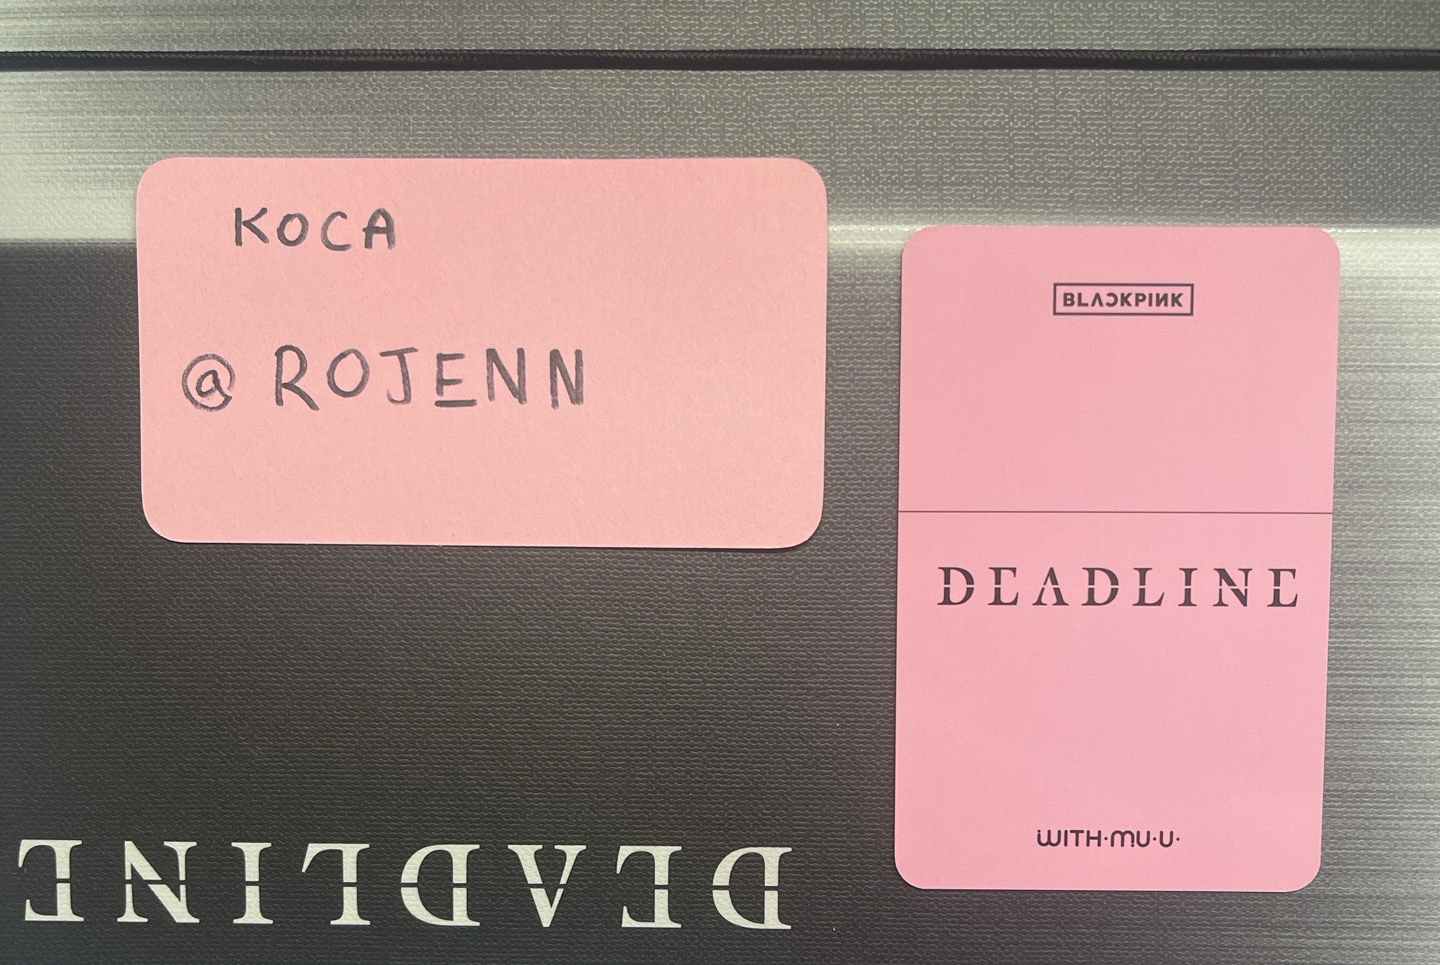 KOCA
@ ROJENN
BLACKPINK
DEADLINE
WITH·MU·U·
DEADLINE